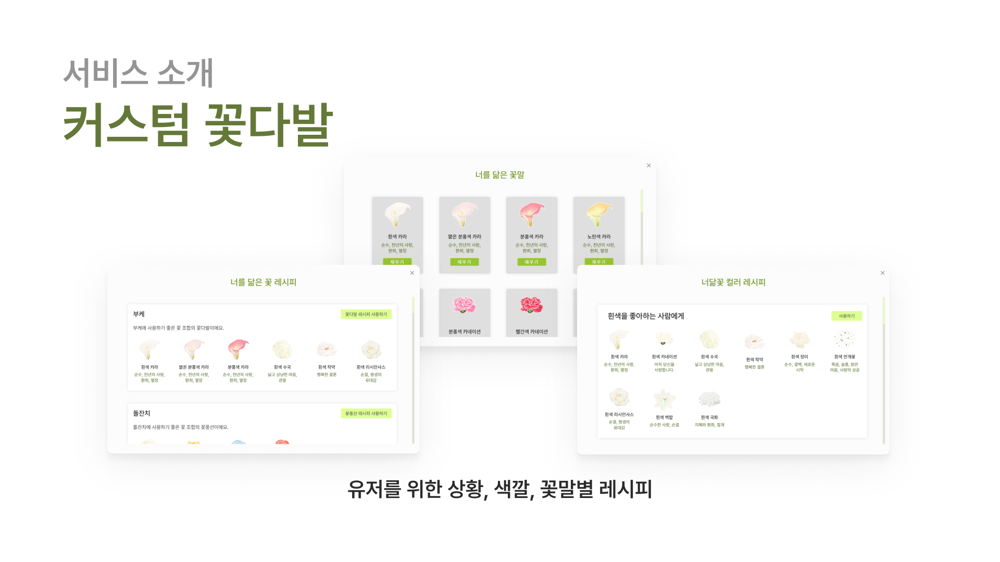 서비스 소개
커스텀 꽃다발
너를 닮은 꽃말
흰색 카라
순수, 천년의 사랑,
환희, 열정
채우기
옅은 분홍색 카라
순수, 천년의 사랑,
환희, 열정
채우기
분홍색 카라
순수, 천년의 사랑,
환희, 열정
채우기
노란색 카라
순수, 천년의 사랑,
환희, 열정
채우기
분홍색 카네이션
빨간색 카네이션
너를 닮은 꽃 레시피
부케
꽃다발 레시피 사용하기
부케에 사용하기 좋은 꽃 조합의 꽃다발이에요.
흰색 카라
순수, 천년의 사랑,
환희, 열정
옅은 분홍색 카라
순수, 천년의 사랑,
환희, 열정
분홍색 카라
순수, 천년의 사랑,
환희, 열정
흰색 수국
넓고 상냥한 마음,
관용
흰색 작약
행복한 결혼
흰색 리시안사스
순결, 평생의
유대감
돌잔치
꽃풍선 레시피 사용하기
돌잔치에 사용하기 좋은 꽃 조합의 꽃풍선이에요.
너닮꽃 컬러 레시피
흰색을 좋아하는 사람에게
사용하기
흰색 카라
순수, 천년의 사랑,
환희, 열정
흰색 카네이션
아직 당신을
사랑합니다.
흰색 수국
넓고 상냥한 마음,
관용
흰색 작약
행복한 결혼
흰색 장미
순수, 결백, 새로운
시작
흰색 안개꽃
죽음, 슬픔, 맑은
마음, 사랑의 성공
흰색 리시안사스
순결, 평생의
유대감
흰색 백합
순수한 사랑, 순결
흰색 국화
지혜와 평화, 절개
유저를 위한 상황, 색깔, 꽃말별 레시피